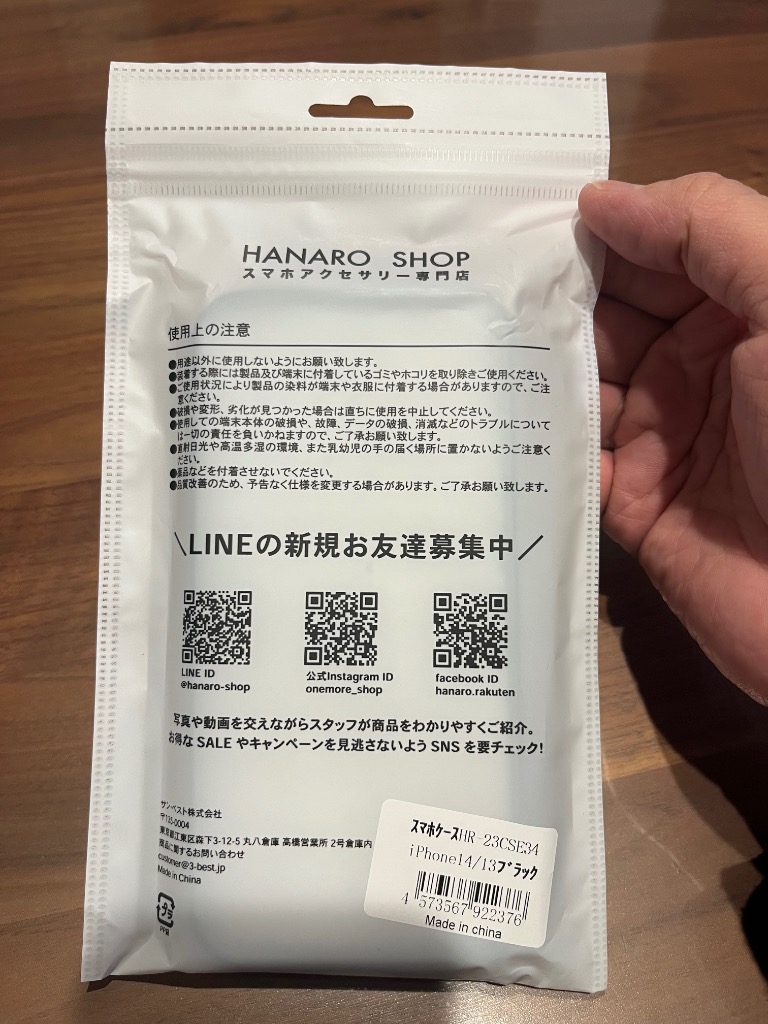 HANARO SHOP
スマホアクセサリー専門店
使用上の注意
●用途以外に使用しないようにお願い致します。
●装着する際には製品及び端末に付着しているゴミやホコリを取り除きご使用ください。
●ご使用状況により製品の染料が端末や衣服に付着する場合がありますので、ご注
意ください。
●破損や変形、劣化が見つかった場合は直ちに使用を中止してください。
●使用しての端末本体の破損や、故障、データの破損、消滅などのトラブルについて
は一切の責任を負いかねますので、ご了承お願い致します。
●直射日光や高温多湿の環境、また乳幼児の手の届く場所に置かないようご注意く
ださい。
●薬品などを付着させないでください。
●品質改善のため、予告なく仕様を変更する場合があります。ご了承お願い致します。
\LINEの新規お友達募集中/
LINE ID
@hanaro-shop
公式Instagram ID
onemore_shop
facebook ID
hanaro.rakuten
写真や動画を交えながらスタッフが商品をわかりやすくご紹介。
お得な SALE やキャンペーンを見逃さないよう SNS を要チェック!
サン・ベスト株式会社
〒135-0004
東京都江東区森下3-12-5 丸八倉庫 高橋営業所 2号倉庫内
商品に関するお問い合わせ
customer@3-best.jp
Made in China
プラ
スマホケースHR-23CSE34
iPhone14/13ブラック
4 573567 922376
Made in china